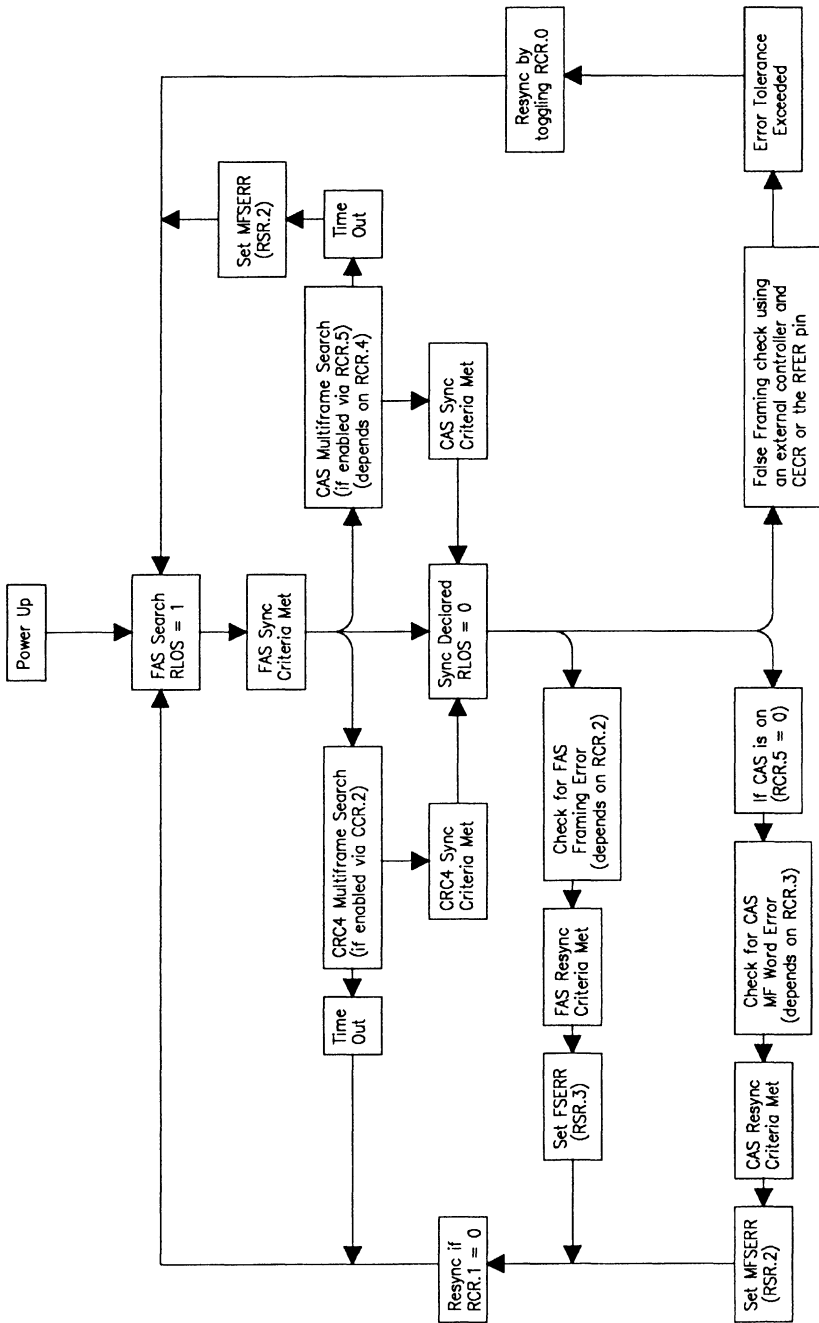 Power Up
FAS Search
RLOS = 1
FAS Sync
Criteria Met
Resync by
toggling RCR.0
Set MFSERR
(RSR.2)
Time
Out
CAS Multiframe Search
(if enabled via RCR.5)
(depends on RCR.4)
CAS Sync
Criteria Met
Sync Declared
RLOS = 0
CRC4 Multiframe Search
(if enabled via CCR.2)
CRC4 Sync
Criteria Met
Time
Out
Check for FAS
Framing Error
(depends on RCR.2)
FAS Resync
Criteria Met
Set FSERR
(RSR.3)
Resync if
RCR.1 = 0
If CAS is on
(RCR.5 = 0)
Check for CAS
MF Word Error
(depends on RCR.3)
CAS Resync
Criteria Met
Set MFSERR
(RSR.2)
False Framing check using
an external controller and
CECR or the RFER pin
Error Tolerance
Exceeded